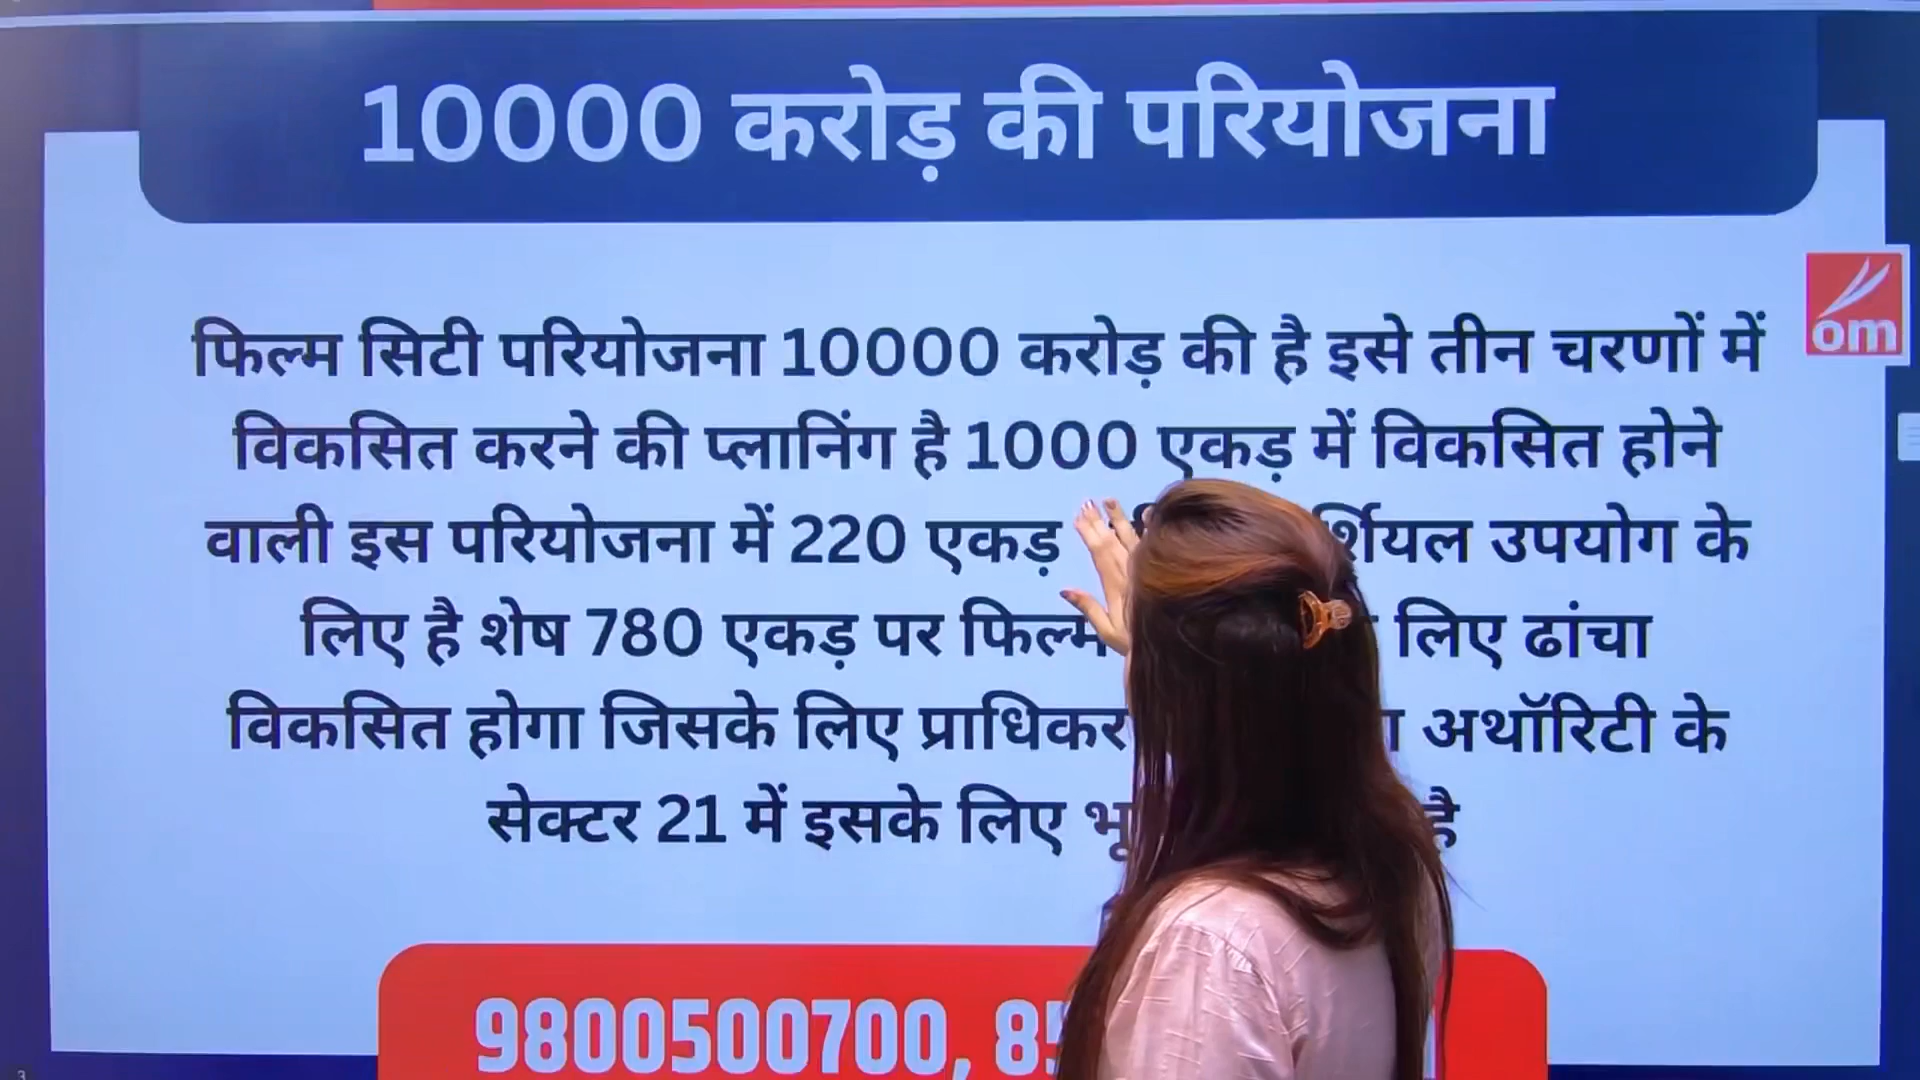 10000 करोड़ की परियोजना
om
फिल्म सिटी परियोजना 10000 करोड़ की है इसे तीन चरणों में
विकसित करने की प्लानिंग है 1000 एकड़ में विकसित होने
वाली इस परियोजना में 220 एकड़ उपयोग के
लिए है शेष 780 एकड़ पर फिल्म लिए ढांचा
विकसित होगा जिसके लिए अथॉरिटी के
सेक्टर 21 में इसके लिए है
9800500700,
3